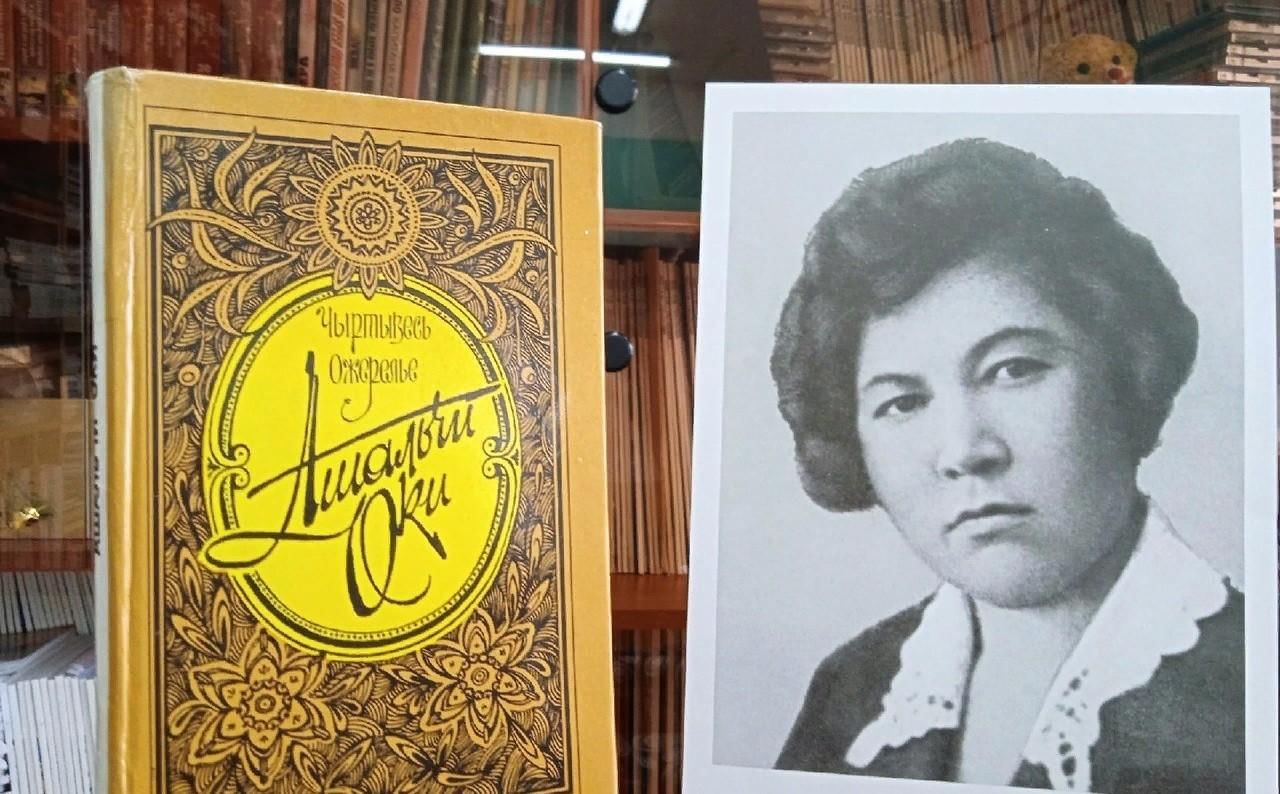 Чыртывесь
Ожерелье
Ашальчи
Оки